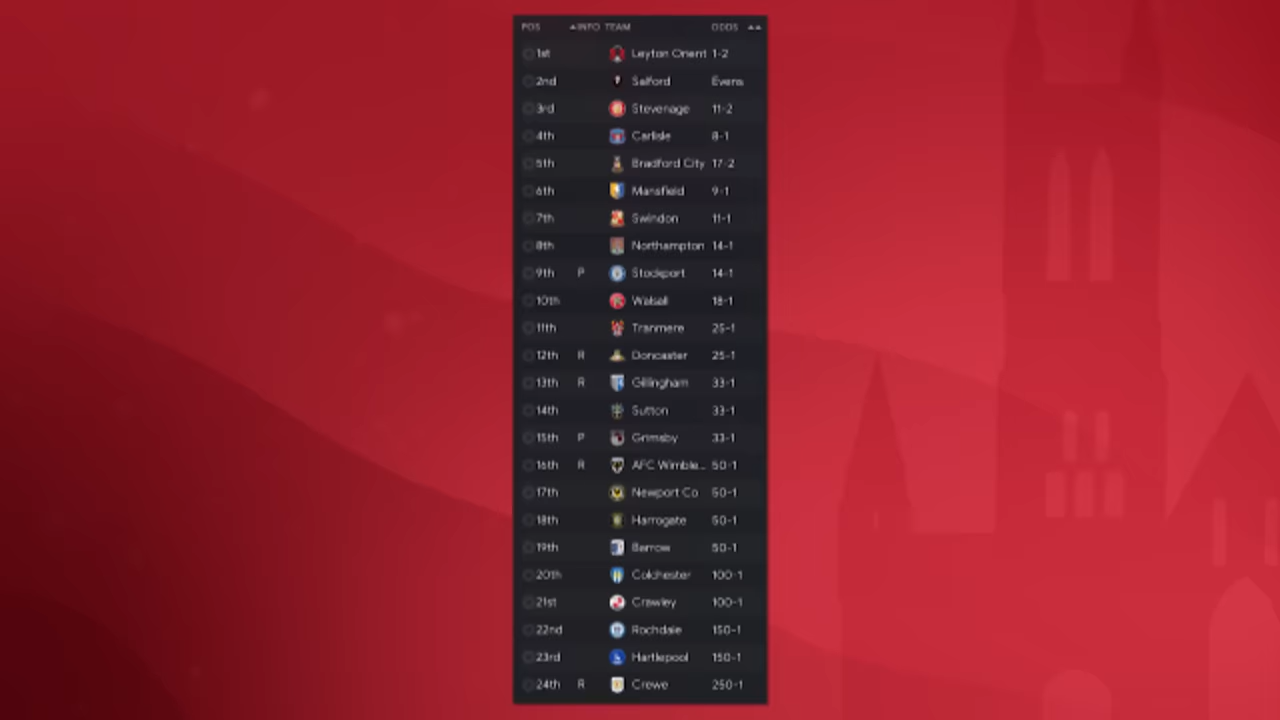 POS INFO TEAM ODDS
1st Leyton Orient 1-2
2nd Salford Evens
3rd Stevenage 11-2
4th Carlisle 8-1
5th Bradford City 17-2
6th Mansfield 9-1
7th Swindon 11-1
8th Northampton 14-1
9th P Stockport 14-1
10th Walsall 18-1
11th Tranmere 25-1
12th R Doncaster 25-1
13th R Gillingham 33-1
14th Sutton 33-1
15th P Grimsby 33-1
16th R AFC Wimble... 50-1
17th Newport Co 50-1
18th Harrogate 50-1
19th Barrow 50-1
20th Colchester 100-1
21st Crawley 100-1
22nd Rochdale 150-1
23rd Hartlepool 150-1
24th R Crewe 250-1